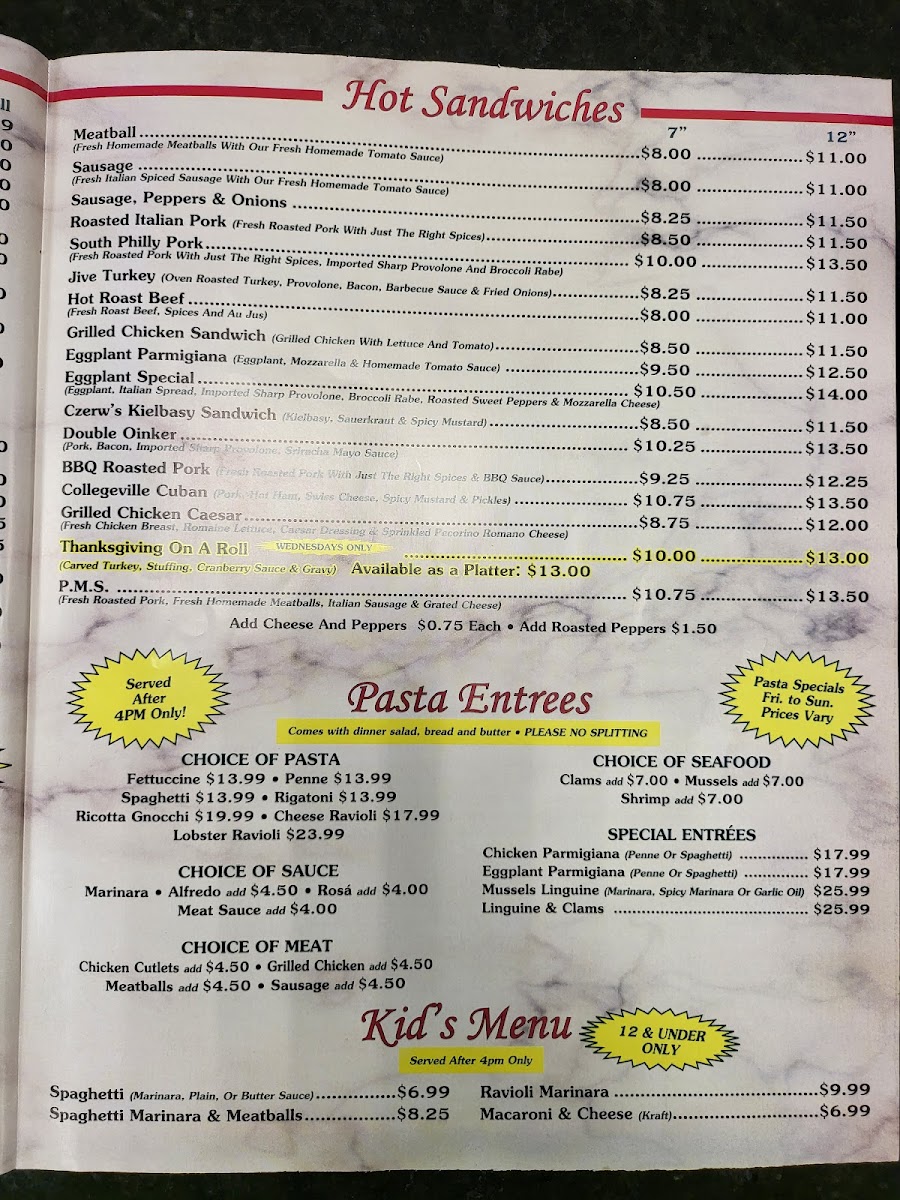 Hot Sandwiches
7" 12"
Meatball $8.00 $11.00
(Fresh Homemade Meatballs With Our Fresh Homemade Tomato Sauce)
Sausage $8.00 $11.00
(Fresh Italian Spiced Sausage With Our Fresh Homemade Tomato Sauce)
Sausage, Peppers & Onions $8.25 $11.50
Roasted Italian Pork (Fresh Roasted Pork With Just The Right Spices) $8.50 $11.50
South Philly Pork $10.00 $13.50
(Fresh Roasted Pork With Just The Right Spices, Imported Sharp Provolone And Broccoli Rabe)
Jive Turkey (Oven Roasted Turkey, Provolone, Bacon, Barbecue Sauce & Fried Onions) $8.25 $11.50
Hot Roast Beef $8.00 $11.00
(Fresh Roast Beef, Spices And Au Jus)
Grilled Chicken Sandwich (Grilled Chicken With Lettuce And Tomato) $8.50 $11.50
Eggplant Parmigiana (Eggplant, Mozzarella & Homemade Tomato Sauce) $9.50 $12.50
Eggplant Special $10.50 $14.00
(Eggplant, Italian Spread, Imported Sharp Provolone, Broccoli Rabe, Roasted Sweet Peppers & Mozzarella Cheese)
Czerw's Kielbasy Sandwich (Kielbasy, Sauerkraut & Spicy Mustard) $8.50 $11.50
Double Oinker $10.25 $13.50
(Pork, Bacon, Imported Sharp Provolone, Sriracha Mayo Sauce)
BBQ Roasted Pork (Fresh Roasted Pork With Just The Right Spices & BBQ Sauce) $9.25 $12.25
Collegeville Cuban (Pork, Hot Ham, Swiss Cheese, Spicy Mustard & Pickles) $10.75 $13.50
Grilled Chicken Caesar $8.75 $12.00
(Fresh Chicken Breast, Romaine Lettuce, Caesar Dressing & Sprinkled Pecorino Romano Cheese)
Thanksgiving On A Roll WEDNESDAYS ONLY $10.00 $13.00
(Carved Turkey, Stuffing, Cranberry Sauce & Gravy) Available as a Platter: $13.00
P.M.S. $10.75 $13.50
(Fresh Roasted Pork, Fresh Homemade Meatballs, Italian Sausage & Grated Cheese)
Add Cheese And Peppers $0.75 Each • Add Roasted Peppers $1.50
Served
After
4PM Only!
Pasta Entrees
Comes with dinner salad, bread and butter • PLEASE NO SPLITTING
Pasta Specials
Fri. to Sun.
Prices Vary
CHOICE OF PASTA
Fettuccine $13.99 • Penne $13.99
Spaghetti $13.99 • Rigatoni $13.99
Ricotta Gnocchi $19.99 • Cheese Ravioli $17.99
Lobster Ravioli $23.99
CHOICE OF SAUCE
Marinara • Alfredo add $4.50 • Rosá add $4.00
Meat Sauce add $4.00
CHOICE OF MEAT
Chicken Cutlets add $4.50 • Grilled Chicken add $4.50
Meatballs add $4.50 • Sausage add $4.50
CHOICE OF SEAFOOD
Clams add $7.00 • Mussels add $7.00
Shrimp add $7.00
SPECIAL ENTRÉES
Chicken Parmigiana (Penne Or Spaghetti) $17.99
Eggplant Parmigiana (Penne Or Spaghetti) $17.99
Mussels Linguine (Marinara, Spicy Marinara Or Garlic Oil) $25.99
Linguine & Clams $25.99
Kid's Menu
Served After 4pm Only
12 & UNDER
ONLY
Spaghetti (Marinara, Plain, Or Butter Sauce) $6.99
Spaghetti Marinara & Meatballs $8.25
Ravioli Marinara $9.99
Macaroni & Cheese (Kraft) $6.99